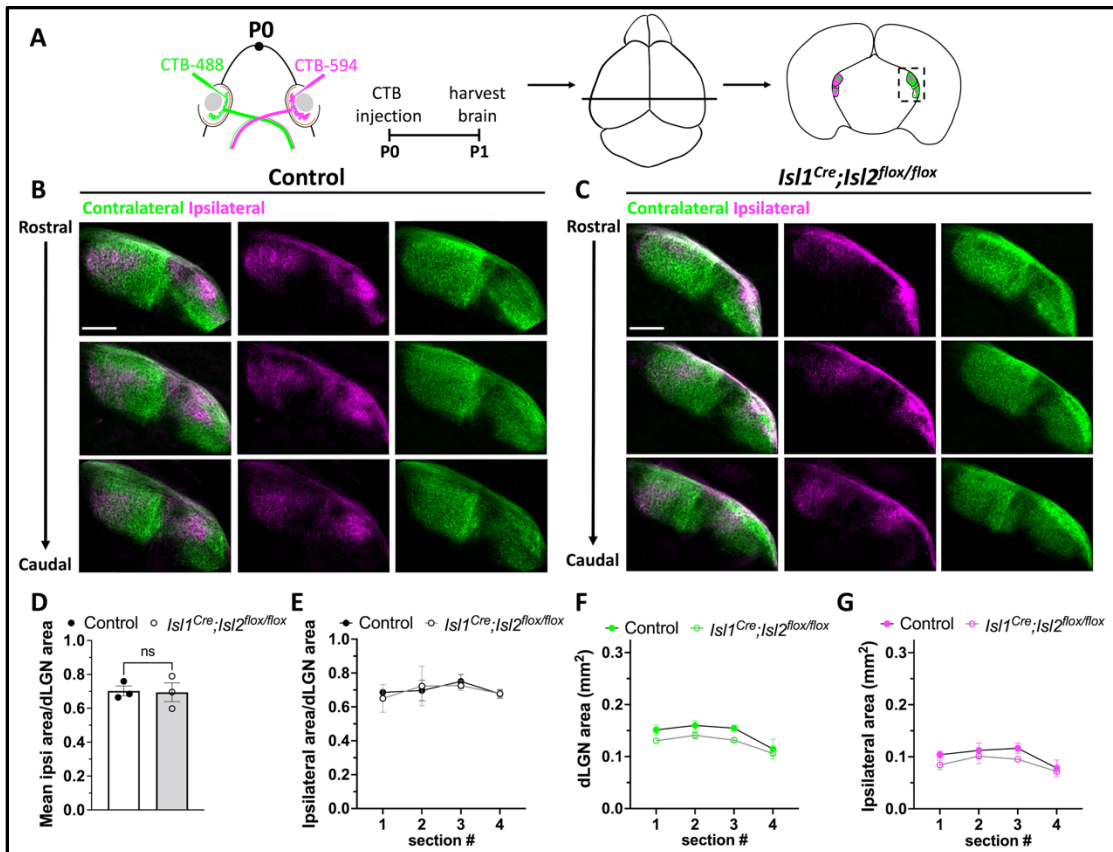 A
P0
CTB-488 CTB-594
CTB injection
harvest brain
P0 P1
B
Control
Contralateral Ipsilateral
Rostral
Caudal
C
Isl1Cre;Isl2flox/flox
Contralateral Ipsilateral
Rostral
Caudal
D
Control Isl1Cre;Isl2flox/flox
ns
Mean ipsi area/dLGN area
1.0
0.8
0.6
0.4
0.2
0.0
E
Control Isl1Cre;Isl2flox/flox
Ipsilateral area/dLGN area
1.0
0.8
0.6
0.4
0.2
0.0
1 2 3 4
section #
F
Control Isl1Cre;Isl2flox/flox
dLGN area (mm2)
0.3
0.2
0.1
0.0
1 2 3 4
section #
G
Control Isl1Cre;Isl2flox/flox
Ipsilateral area (mm2)
0.3
0.2
0.1
0.0
1 2 3 4
section #